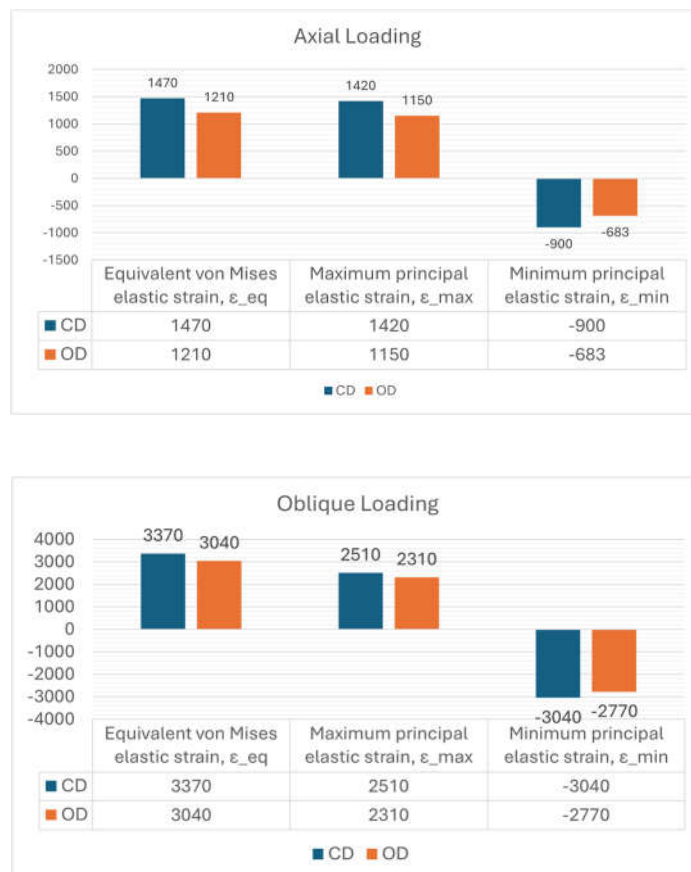 Axial Loading
2000
1500
1000
500
0
-500
-1000
-1500
1470
1210
1420
1150
-900
-683
Equivalent von Mises Maximum principal Minimum principal
elastic strain, ε_eq elastic strain, ε_max elastic strain, ε_min
CD 1470 1420 -900
OD 1210 1150 -683
CD OD
Oblique Loading
4000
3000
2000
1000
0
-1000
-2000
-3000
-4000
3370
3040
2510
2310
-3040
-2770
Equivalent von Mises Maximum principal Minimum principal
elastic strain, ε_eq elastic strain, ε_max elastic strain, ε_min
CD 3370 2510 -3040
OD 3040 2310 -2770
CD OD